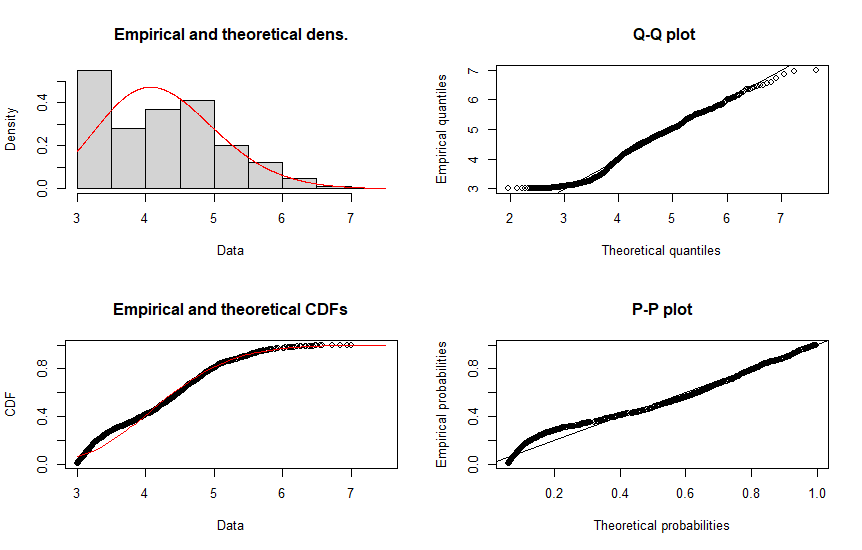 Empirical and theoretical dens.
Density
0.0 0.2 0.4
3 4 5 6 7
Data
Q-Q plot
Empirical quantiles
3 4 5 6 7
2 3 4 5 6 7
Theoretical quantiles
Empirical and theoretical CDFs
CDF
0.0 0.4 0.8
3 4 5 6 7
Data
P-P plot
Empirical probabilities
0.0 0.4 0.8
0.2 0.4 0.6 0.8 1.0
Theoretical probabilities